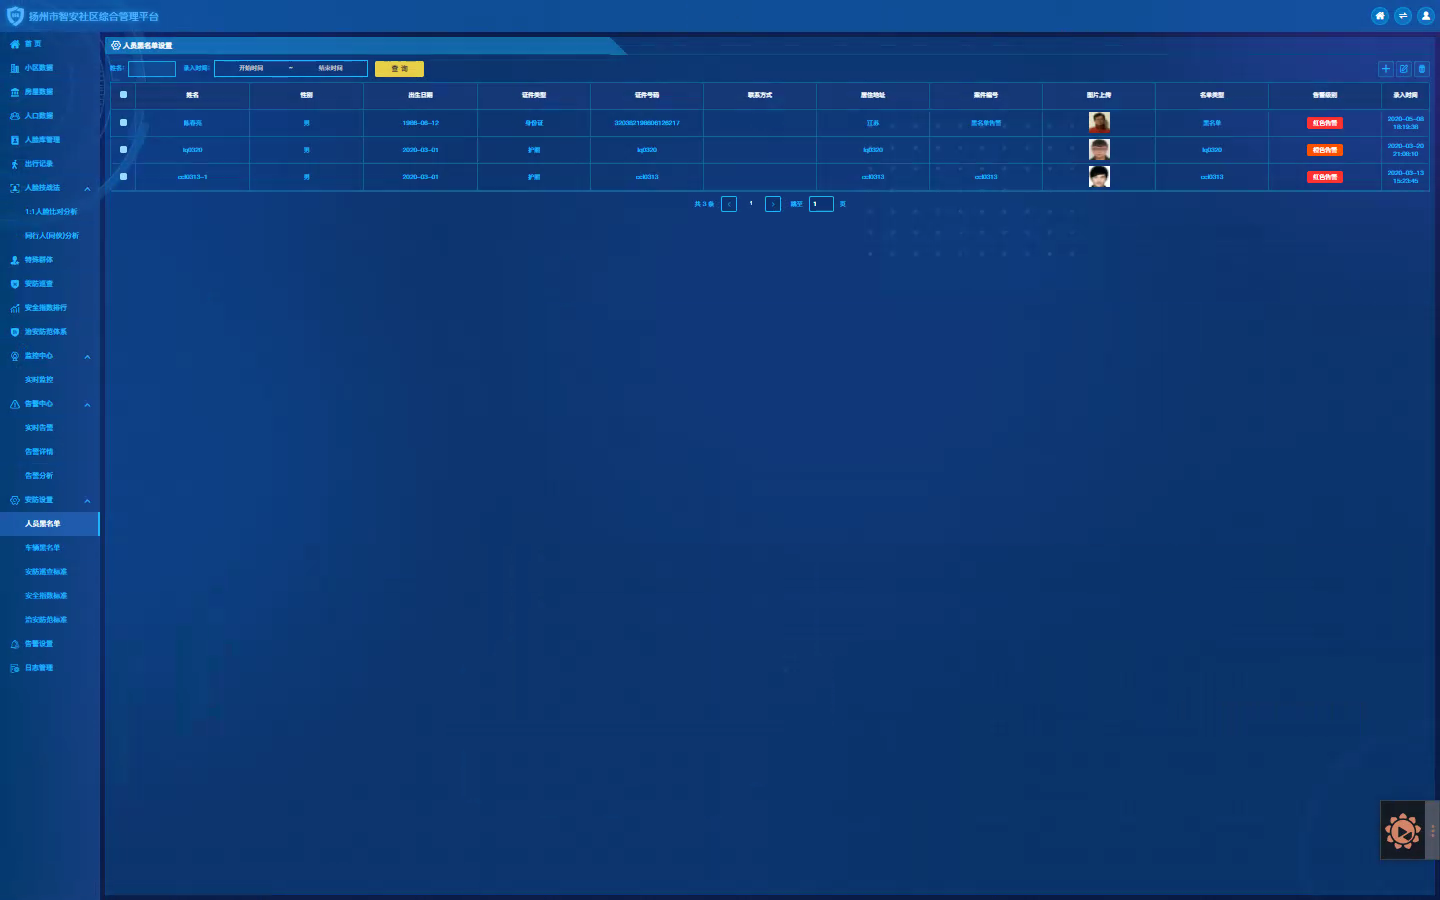 扬州市智安社区综合管理平台
首 页
小区数据
房屋数据
人口数据
人脸库管理
出行记录
人脸技战法
1:1人脸比对分析
同行人(同伙)分析
特殊群体
安防巡查
安全指数排行
治安防范体系
监控中心
实时监控
告警中心
实时告警
告警详情
告警分析
安防设置
人员黑名单
车辆黑名单
安防巡查标准
安全指数标准
治安防范标准
告警设置
日志管理
人员黑名单设置
姓名: 录入时间: 开始时间 ~ 结束时间 查 询
姓名 性别 出生日期 证件类型 证件号码 联系方式 居住地址 案件编号 图片上传 名单类型 告警级别 录入时间
陈春亮 男 1986-06-12 身份证 江苏 黑名单告警 黑名单 红色告警 2020-05-08 18:19:38
lq0320 男 2020-03-01 护照 lq0320 lq0320 lq0320 橙色告警 2020-03-20 21:08:10
ccl0313-1 男 2020-03-01 护照 ccl0313 ccl0313 ccl0313 ccl0313 红色告警 2020-03-13 15:23:45
共 3 条 < 1 > 跳至 1 页